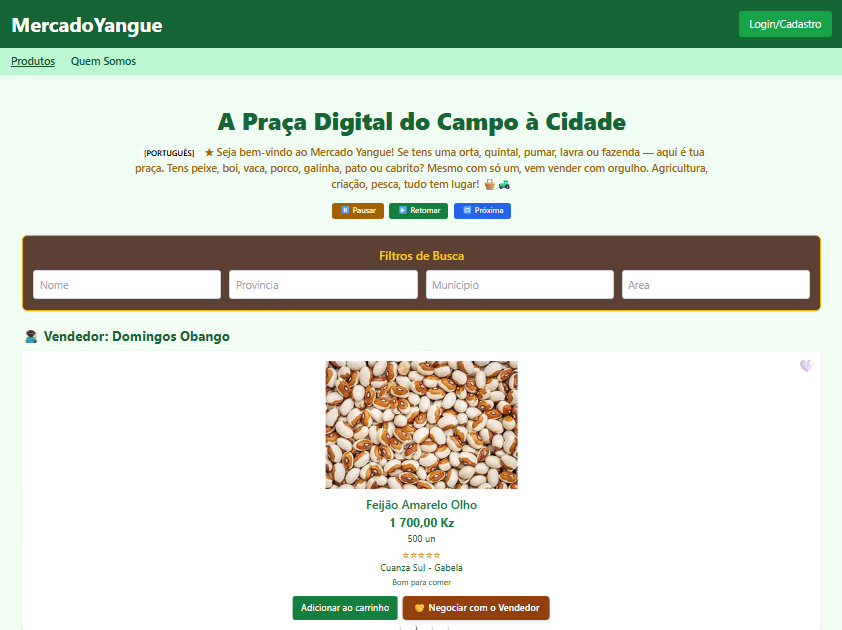 MercadoYangue
Login/Cadastro
Produtos Quem Somos
A Praça Digital do Campo à Cidade
[PORTUGUÊS] ★ Seja bem-vindo ao Mercado Yangue! Se tens uma orta, quintal, pumar, lavra ou fazenda — aqui é tua
praça. Tens peixe, boi, vaca, porco, galinha, pato ou cabrito? Mesmo com só um, vem vender com orgulho. Agricultura,
criação, pesca, tudo tem lugar! 🧺 🚜
⏸ Pausar ▶ Retomar 🔁 Próxima
Filtros de Busca
Nome Provincia Municipio Area
Vendedor: Domingos Obango
Feijão Amarelo Olho
1 700,00 Kz
500 un
☆☆☆☆☆
Cuanza Sul - Gabela
Bom para comer
Adicionar ao carrinho 🤝 Negociar com o Vendedor